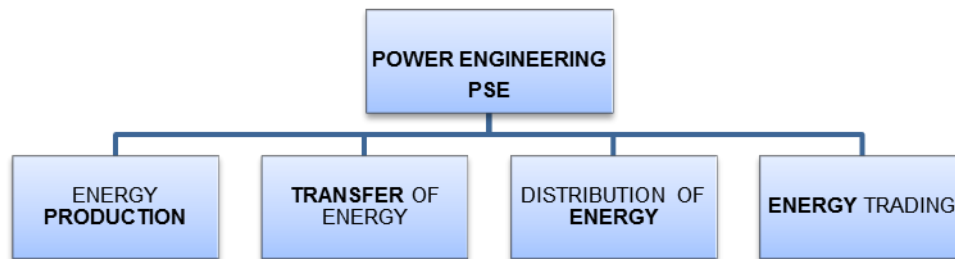 POWER ENGINEERING
PSE
ENERGY
PRODUCTION
TRANSFER OF
ENERGY
DISTRIBUTION OF
ENERGY
ENERGY TRADING